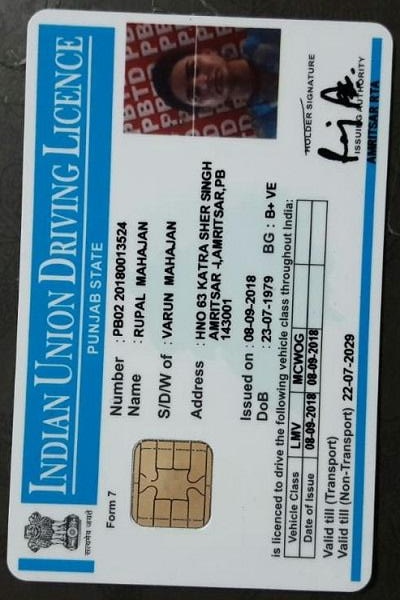 INDIAN UNION DRIVING LICENCE
PUNJAB STATE
सत्यमेव जयते
Form 7
Number : PB02 20180013524
Name : RUPAL MAHAJAN
S/D/W of : VARUN MAHAJAN
Address : HNO 63 KATRA SHER SINGH
AMRITSAR -I,AMRITSAR,PB
143001
Issued on : 08-09-2018
DoB : 23-07-1979 BG : B+ VE
is licenced to drive the following vehicle class throughout India:
Vehicle Class LMV MCWOG
Date of Issue 08-09-2018 08-09-2018
Valid till (Transport)
Valid till (Non-Transport) 22-07-2029
HOLDER SIGNATURE
ISSUING AUTHORITY
AMRITSAR RTA